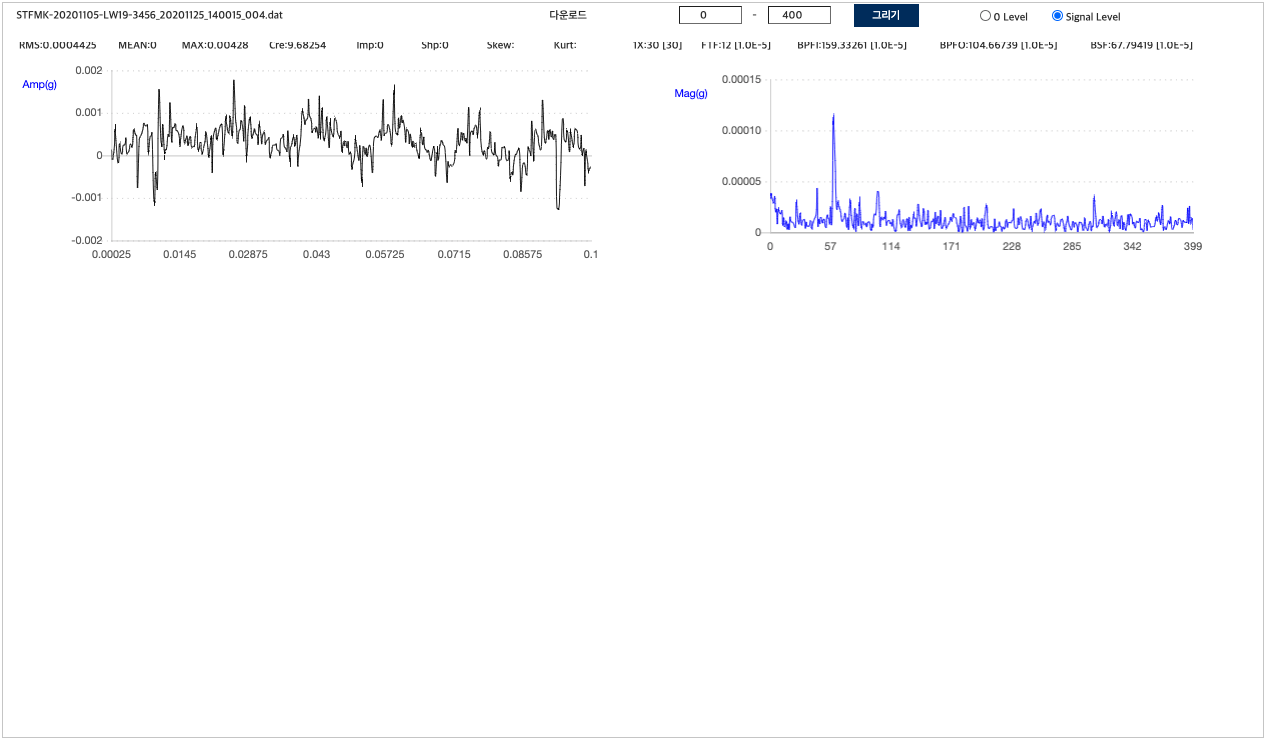 STFMK-20201105-LW19-3456_20201125_140015_004.dat 다운로드 0 - 400 그리기 0 Level Signal Level
RMS:0.0004425 MEAN:0 MAX:0.00428 Cre:9.68254 Imp:0 Shp:0 Skew: Kurt: 1X:30 [30] FTF:12 [1.0E-5] BPFI:159.33261 [1.0E-5] BPFO:104.66739 [1.0E-5] BSF:67.79419 [1.0E-5]
Amp(g)
0.002
0.001
0
-0.001
-0.002
0.00025 0.0145 0.02875 0.043 0.05725 0.0715 0.08575 0.1
Mag(g)
0.00015
0.00010
0.00005
0
0 57 114 171 228 285 342 399